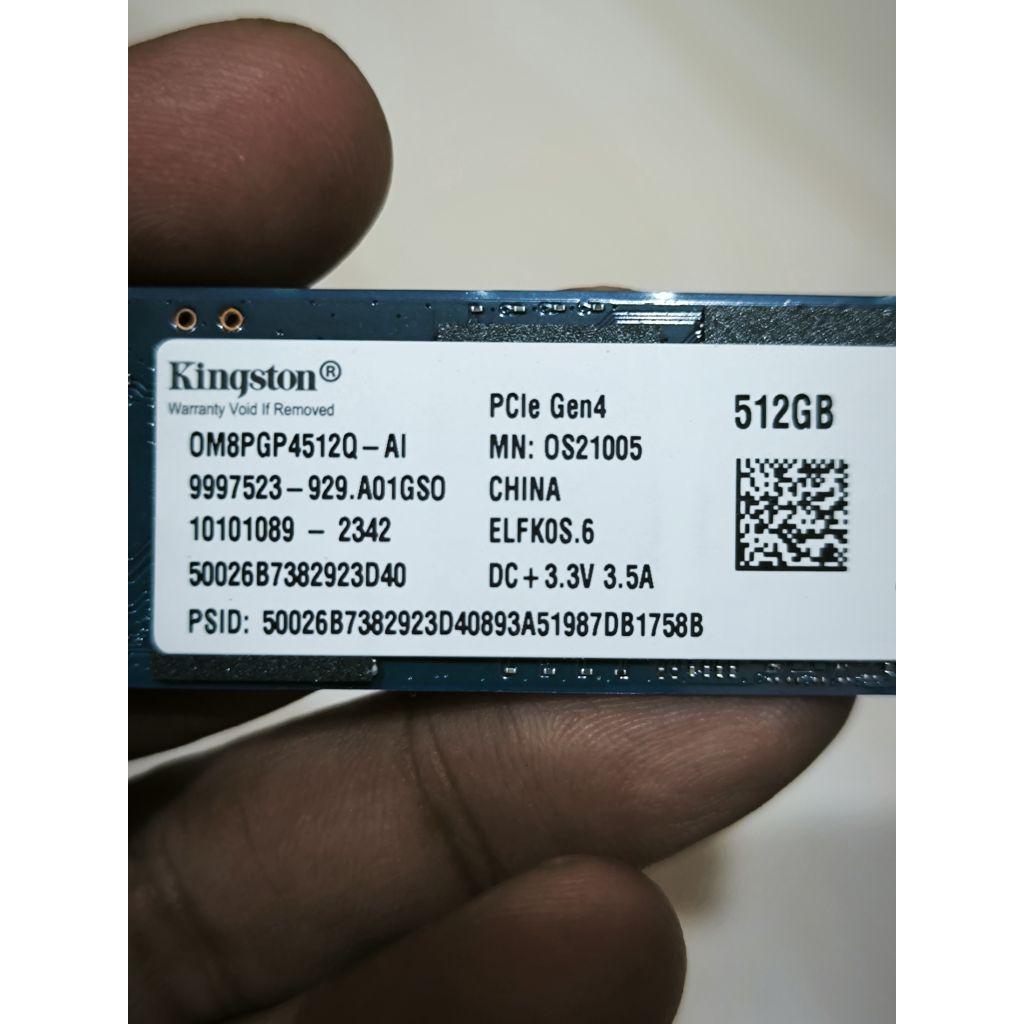 Kingston®
Warranty Void If Removed
OM8PGP4512Q-AI
9997523-929.A01GSO
10101089 - 2342
50026B7382923D40
PCIe Gen4
MN: OS21005
CHINA
ELFK0S.6
DC+3.3V 3.5A
512GB
PSID: 50026B7382923D40893A51987DB1758B